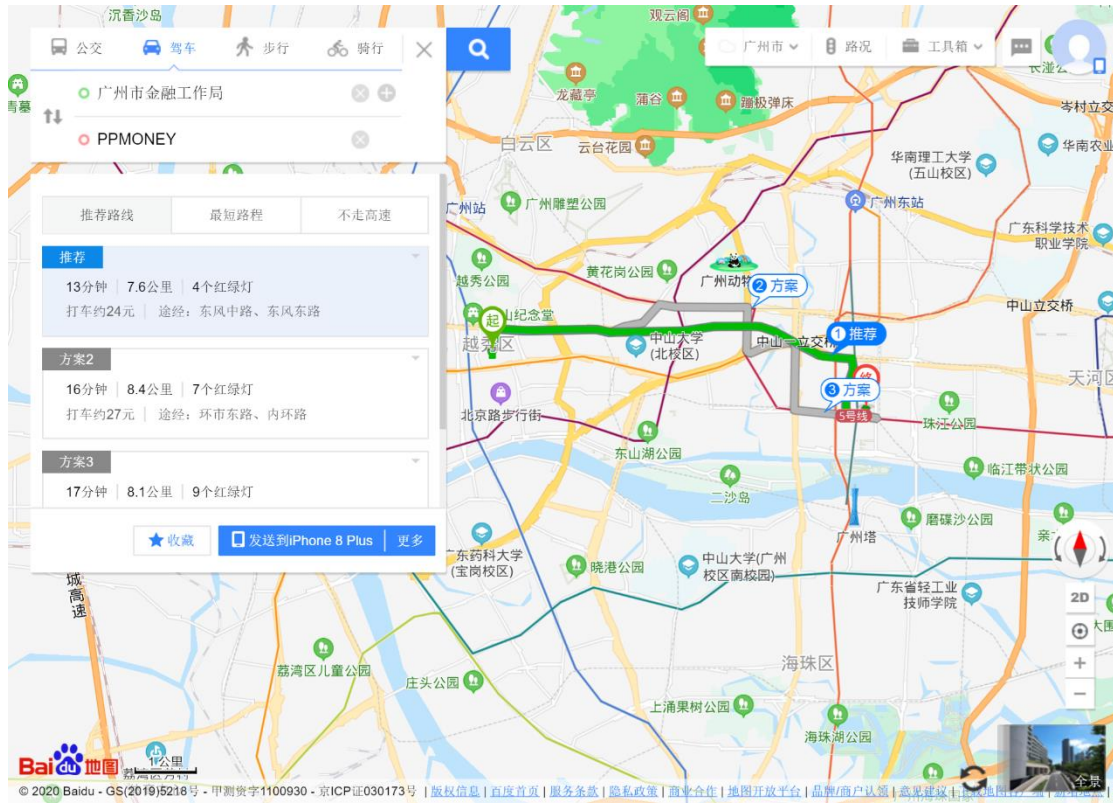 沉香沙岛
观云阁
公交 驾车 步行 骑行
广州市 路况 工具箱
广州市金融工作局
PPMONEY
青墓
龙藏亭
蒲谷
蹦极弹床
岑村立交
白云区
云台花园
华南理工大学
(五山校区)
华南农业
推荐路线 最短路程 不走高速
广州站
广州雕塑公园
广州东站
广东科学技术
职业学院
推荐
13分钟 7.6公里 4个红绿灯
打车约24元 途经：东风中路、东风东路
越秀公园
黄花岗公园
广州动物
2 方案
中山立交桥
山纪念堂
起
越秀区
中山大学
(北校区)
中山一立交桥
1 推荐
方案2
16分钟 8.4公里 7个红绿灯
打车约27元 途经：环市东路、内环路
终
天河区
3 方案
北京路步行街
5号线
珠江公园
方案3
17分钟 8.1公里 9个红绿灯
东山湖公园
二沙岛
临江带状公园
收藏 发送到iPhone 8 Plus 更多
广州塔
磨碟沙公园
东药科大学
(宝岗校区)
晓港公园
中山大学(广州
校区南校园)
广东省轻工业
技师学院
城高速
2D
荔湾区儿童公园
庄头公园
海珠区
上涌果树公园
海珠湖公园
Bai du 地图
1公里
全景
© 2020 Baidu - GS(2019)5218号 - 甲测资字1100930 - 京ICP证030173号 | 版权信息 | 百度首页 | 服务条款 | 隐私政策 | 商业合作 | 地图开放平台 | 品牌/商户认领 | 意见建议 |